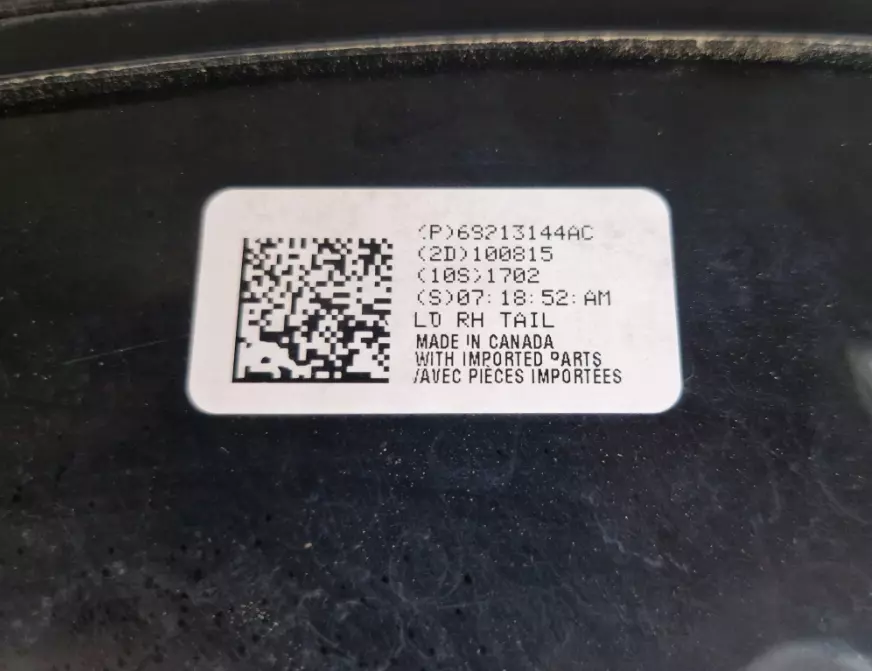 (P)68213144AC
(2D)100815
(10S)1702
(S)07:18:52:AM
LD RH TAIL
MADE IN CANADA
WITH IMPORTED PARTS
/AVEC PIECES IMPORTEES